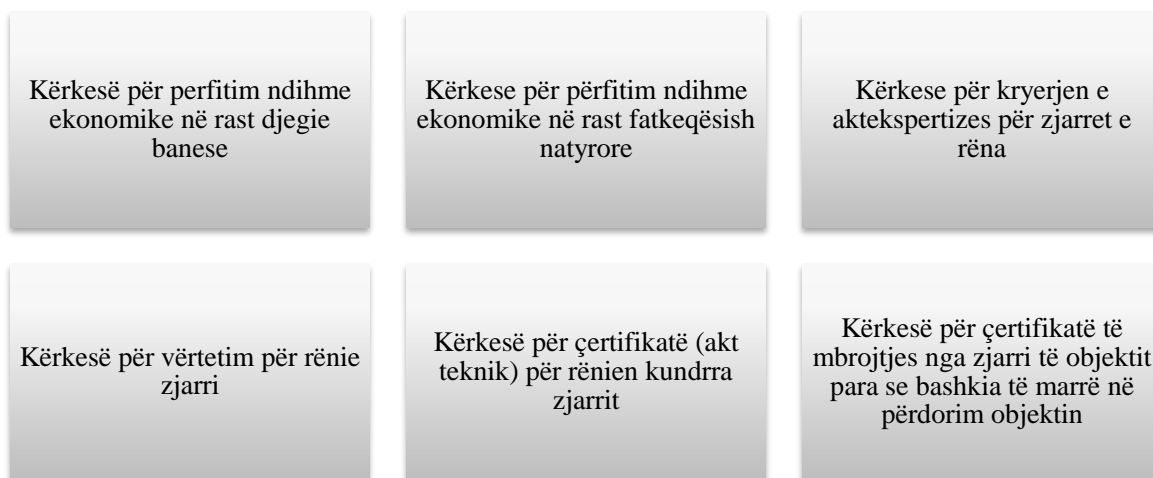 Kërkesë për perfitim ndihme
ekonomike në rast djegie
banese
Kërkese për përfitim ndihme
ekonomike në rast fatkeqësish
natyrore
Kërkese për kryerjen e
aktekspertizes për zjarret e
rëna
Kërkesë për vërtetim për rënie
zjarri
Kërkesë për çertifikatë (akt
teknik) për rënien kundrra
zjarrit
Kërkesë për çertifikatë të
mbrojtjes nga zjarri të objektit
para se bashkia të marrë në
përdorim objektin